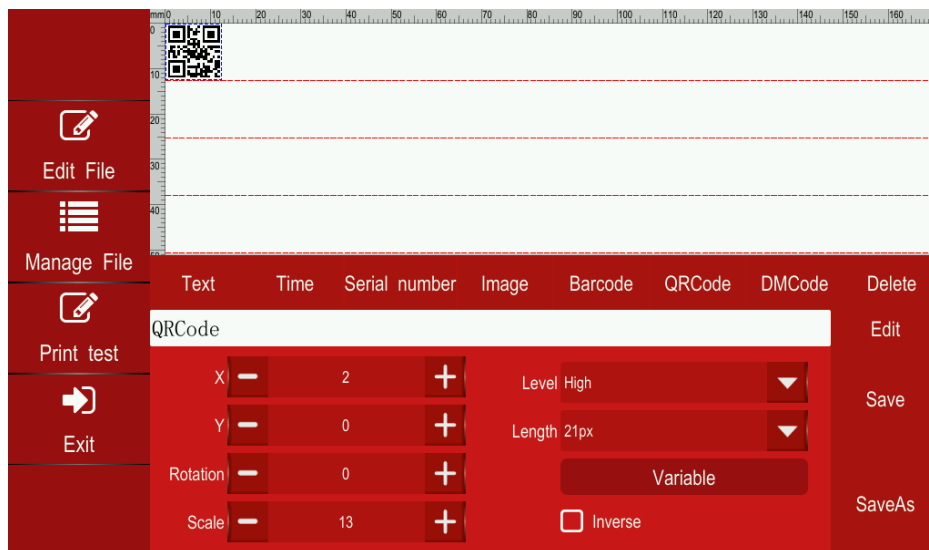 mm 0 10 20 30 40 50 60 70 80 90 100 110 120 130 140 150 160
0
10
20
30
40
Edit File
Manage File
Print test
Exit
Text Time Serial number Image Barcode QRCode DMCode Delete
QRCode Edit
X 2 Level High
Y 0 Length 21px
Save
Rotation 0 Variable
Scale 13 Inverse
SaveAs